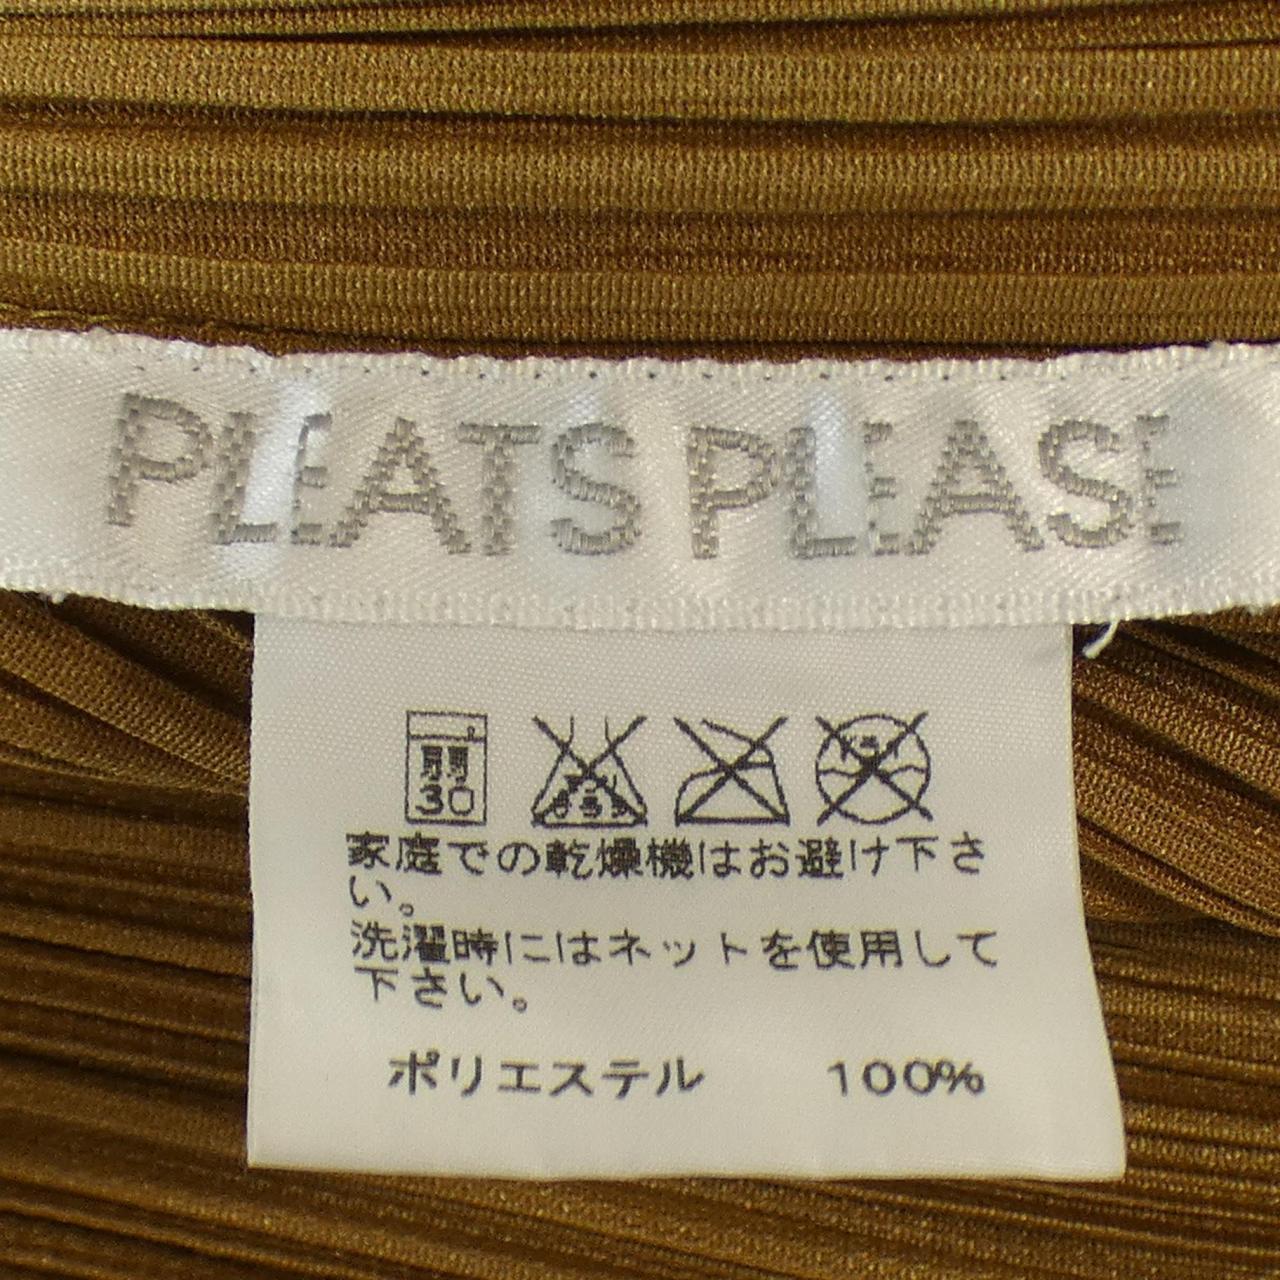 PLEATS PLEASE
弱
30
家庭での乾燥機はお避け下さ
い。
洗濯時にはネットを使用して
下さい。
ポリエステル 100%